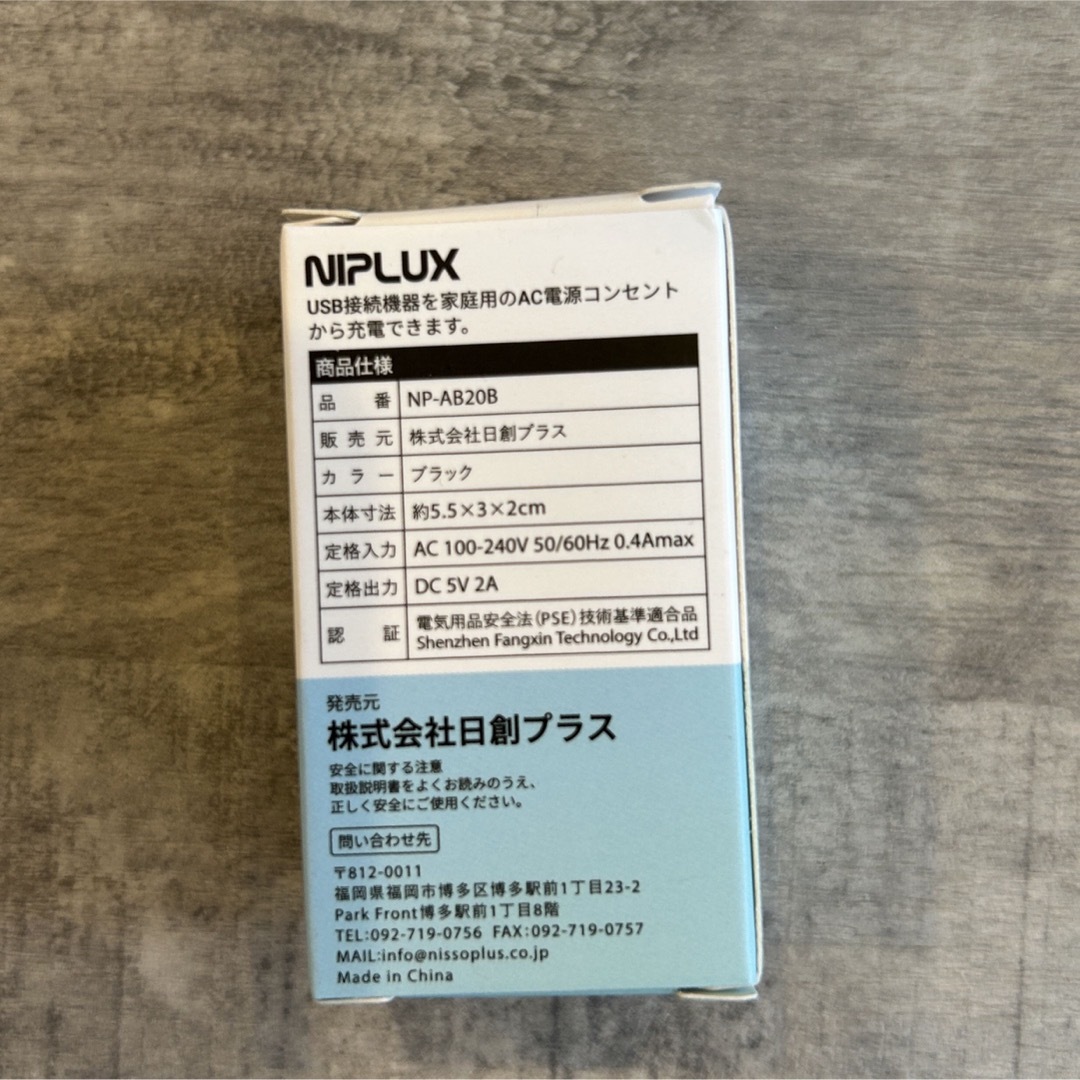 NIPLUX
USB接続機器を家庭用のAC電源コンセント
から充電できます。
商品仕様
品 番 NP-AB20B
販売元 株式会社日創プラス
カラー ブラック
本体寸法 約5.5×3×2cm
定格入力 AC 100-240V 50/60Hz 0.4Amax
定格出力 DC 5V 2A
認 証 電気用品安全法(PSE)技術基準適合品
Shenzhen Fangxin Technology Co.,Ltd
発売元
株式会社日創プラス
安全に関する注意
取扱説明書をよくお読みのうえ、
正しく安全にご使用ください。
問い合わせ先
〒812-0011
福岡県福岡市博多区博多駅前1丁目23-2
Park Front博多駅前1丁目8階
TEL:092-719-0756 FAX:092-719-0757
MAIL:info@nissoplus.co.jp
Made in China